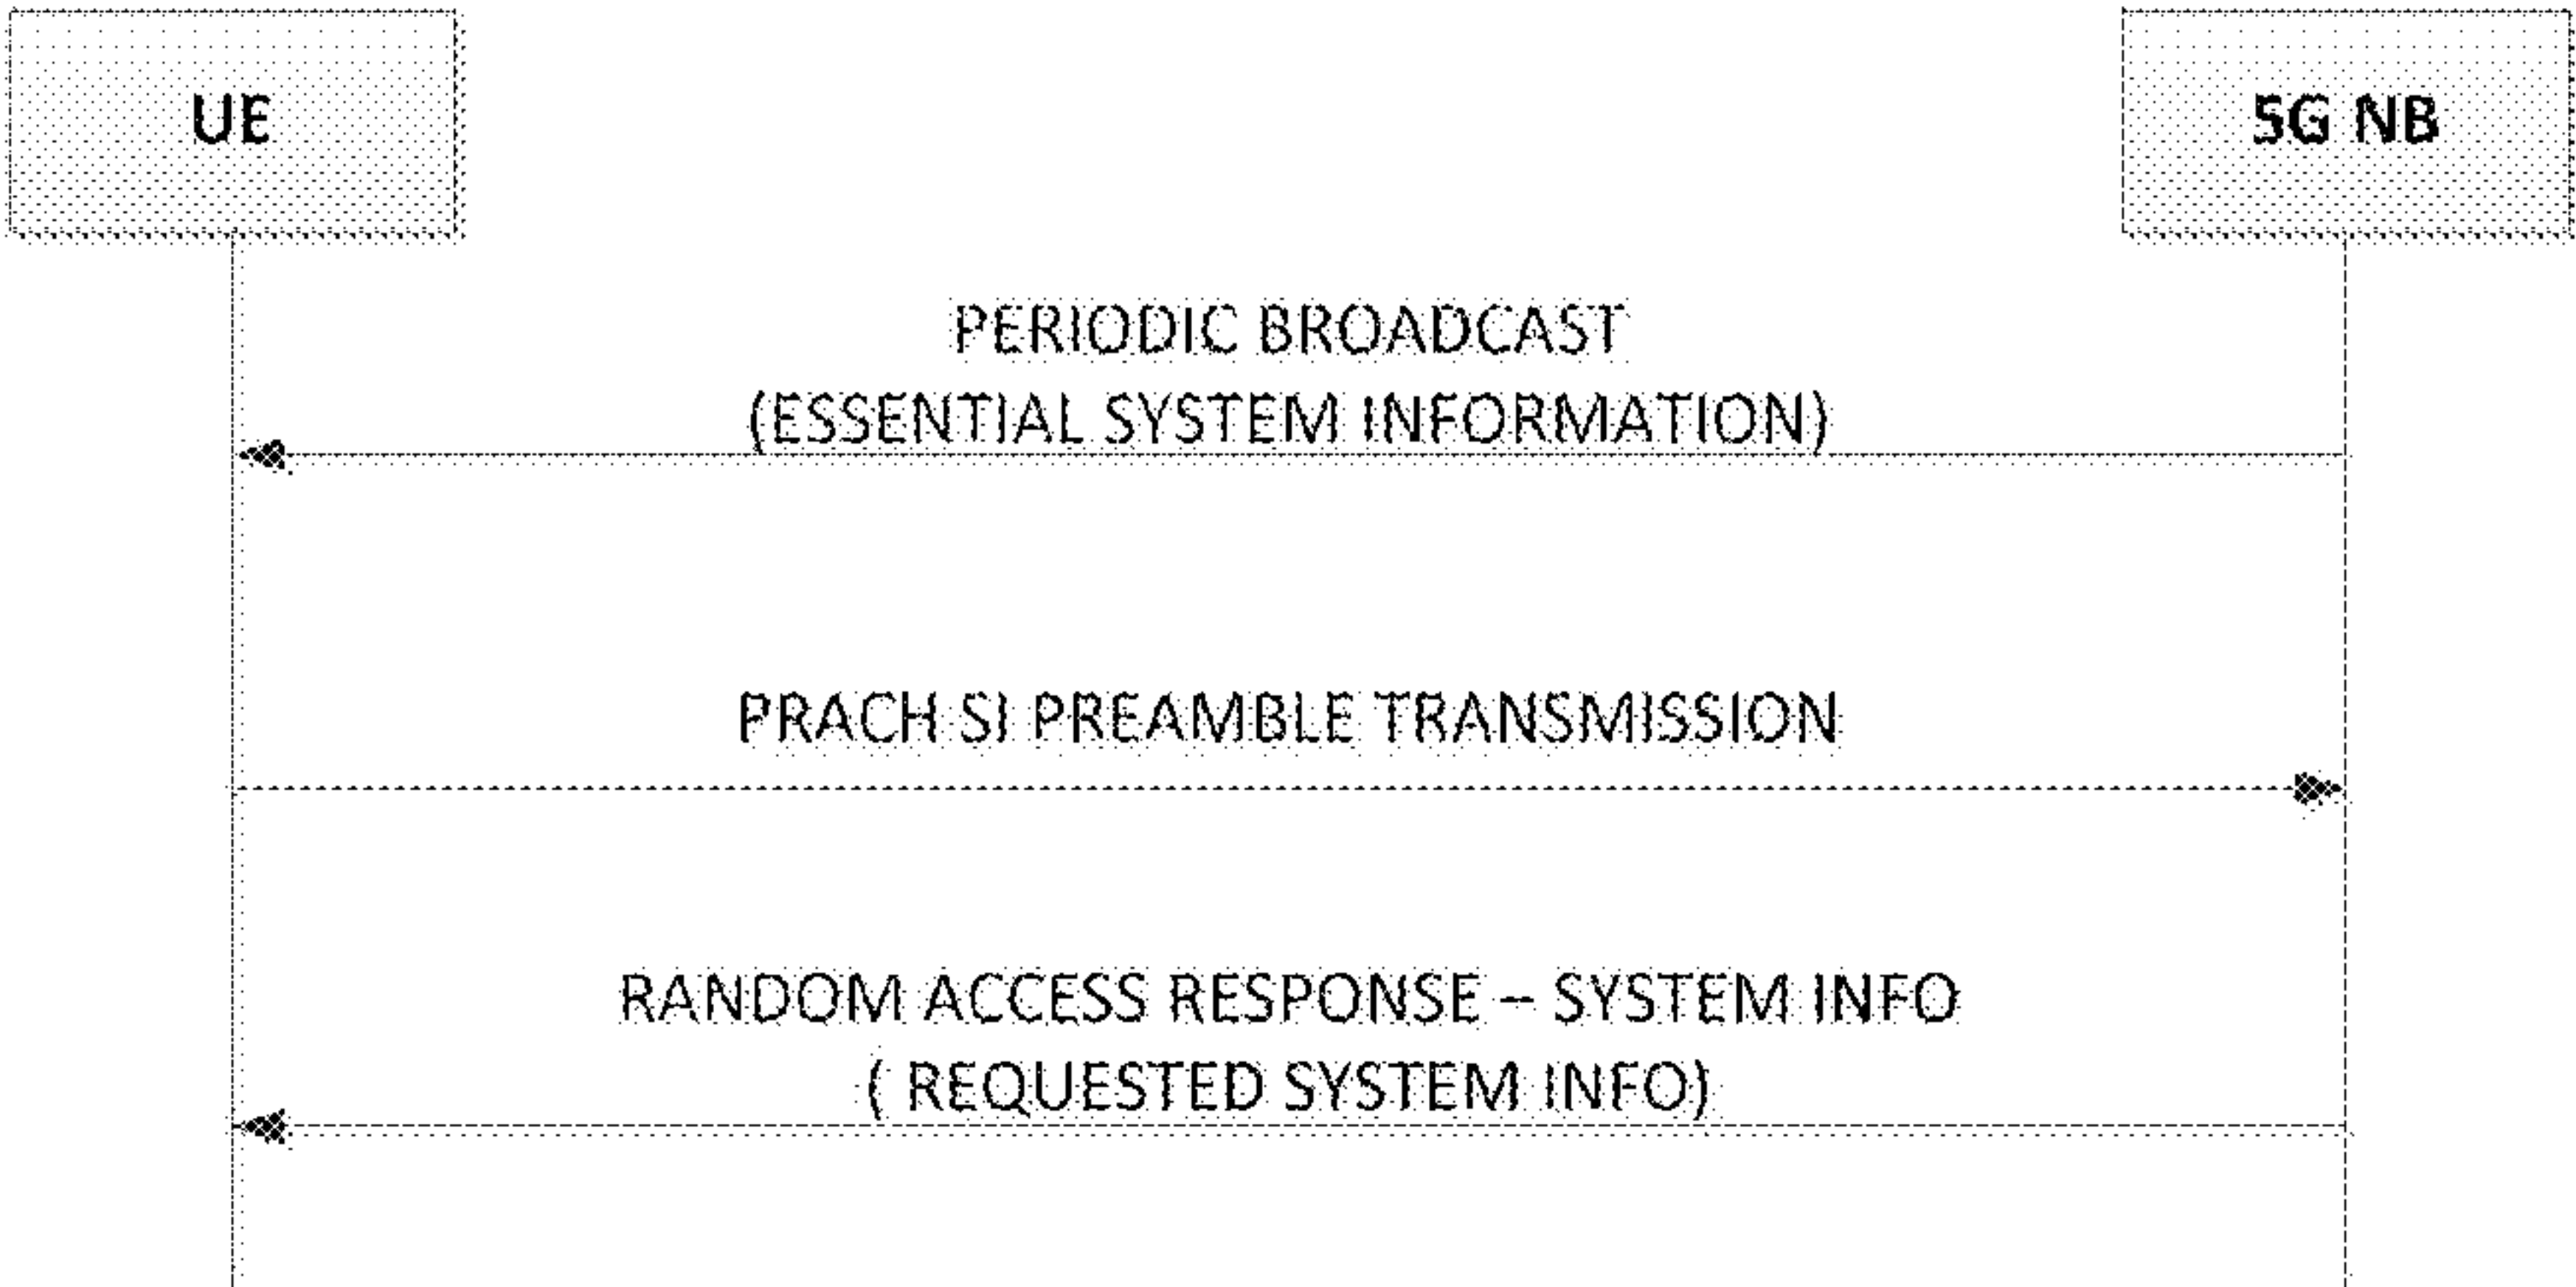 UE
5G NB
PERIODIC BROADCAST
(ESSENTIAL SYSTEM INFORMATION)
PRACH SI PREAMBLE TRANSMISSION
RANDOM ACCESS RESPONSE – SYSTEM INFO
( REQUESTED SYSTEM INFO)